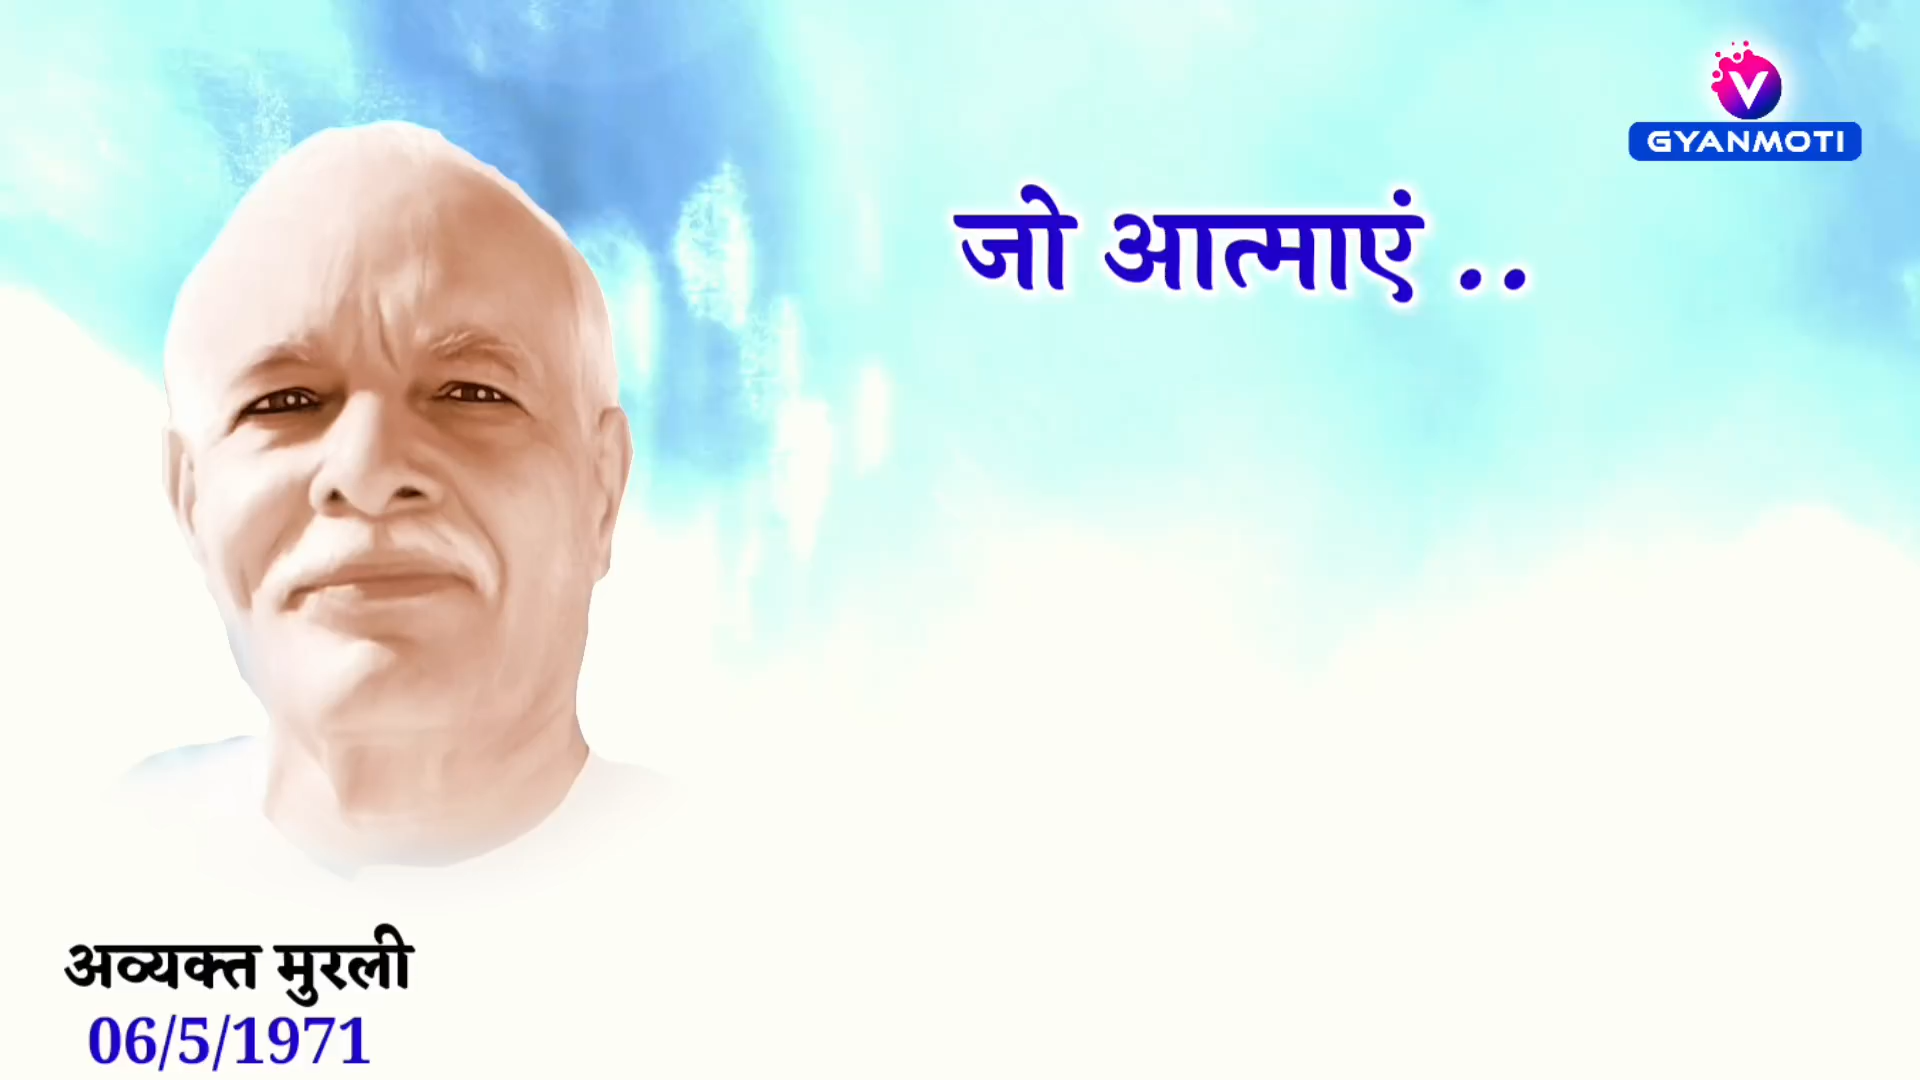 V
GYANMOTI
जो आत्माएं ..
अव्यक्त मुरली
06/5/1971